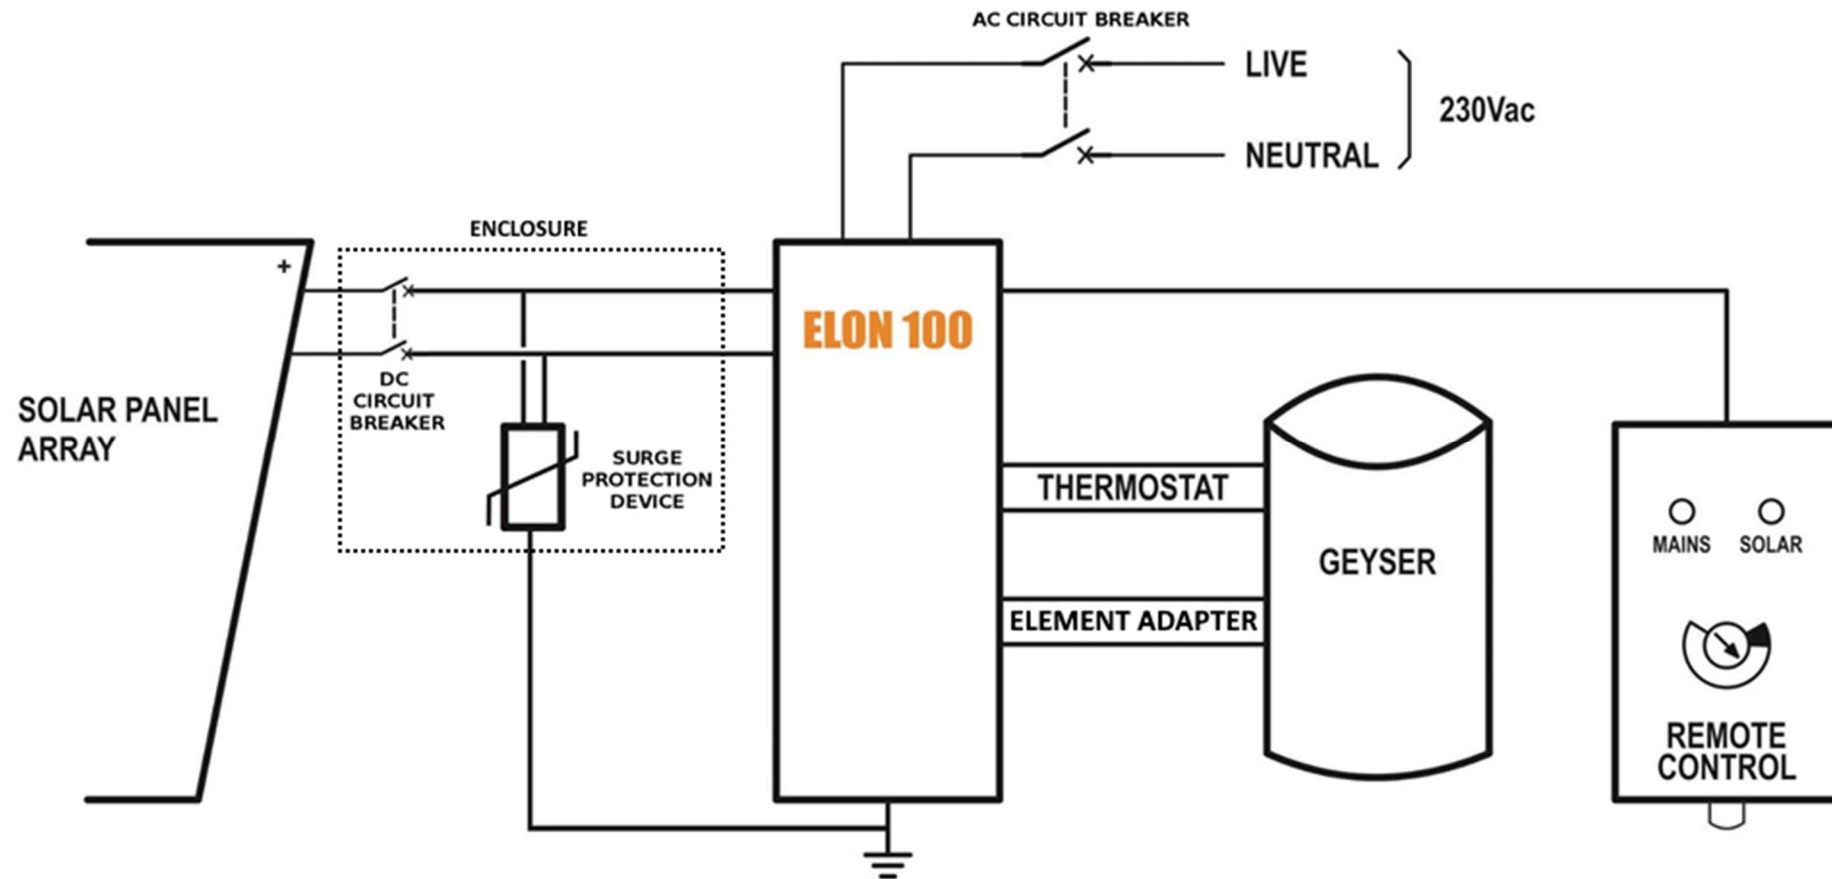 AC CIRCUIT BREAKER
LIVE
230Vac
NEUTRAL
ENCLOSURE
+
ELON 100
DC
CIRCUIT
BREAKER
SOLAR PANEL
ARRAY
SURGE
PROTECTION
DEVICE
THERMOSTAT
GEYSER
ELEMENT ADAPTER
MAINS SOLAR
REMOTE
CONTROL